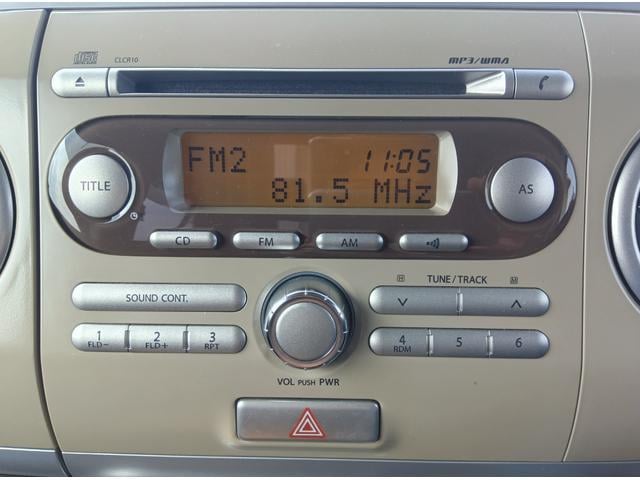 disc CLCR10 MP3/WMA
FM2 11:05
81.5 MHz
TITLE
AS
CD FM AM
H TUNE/TRACK M
SOUND CONT.
1 2 3
FLD- FLD+ RPT
4 5 6
RDM
VOL PUSH PWR